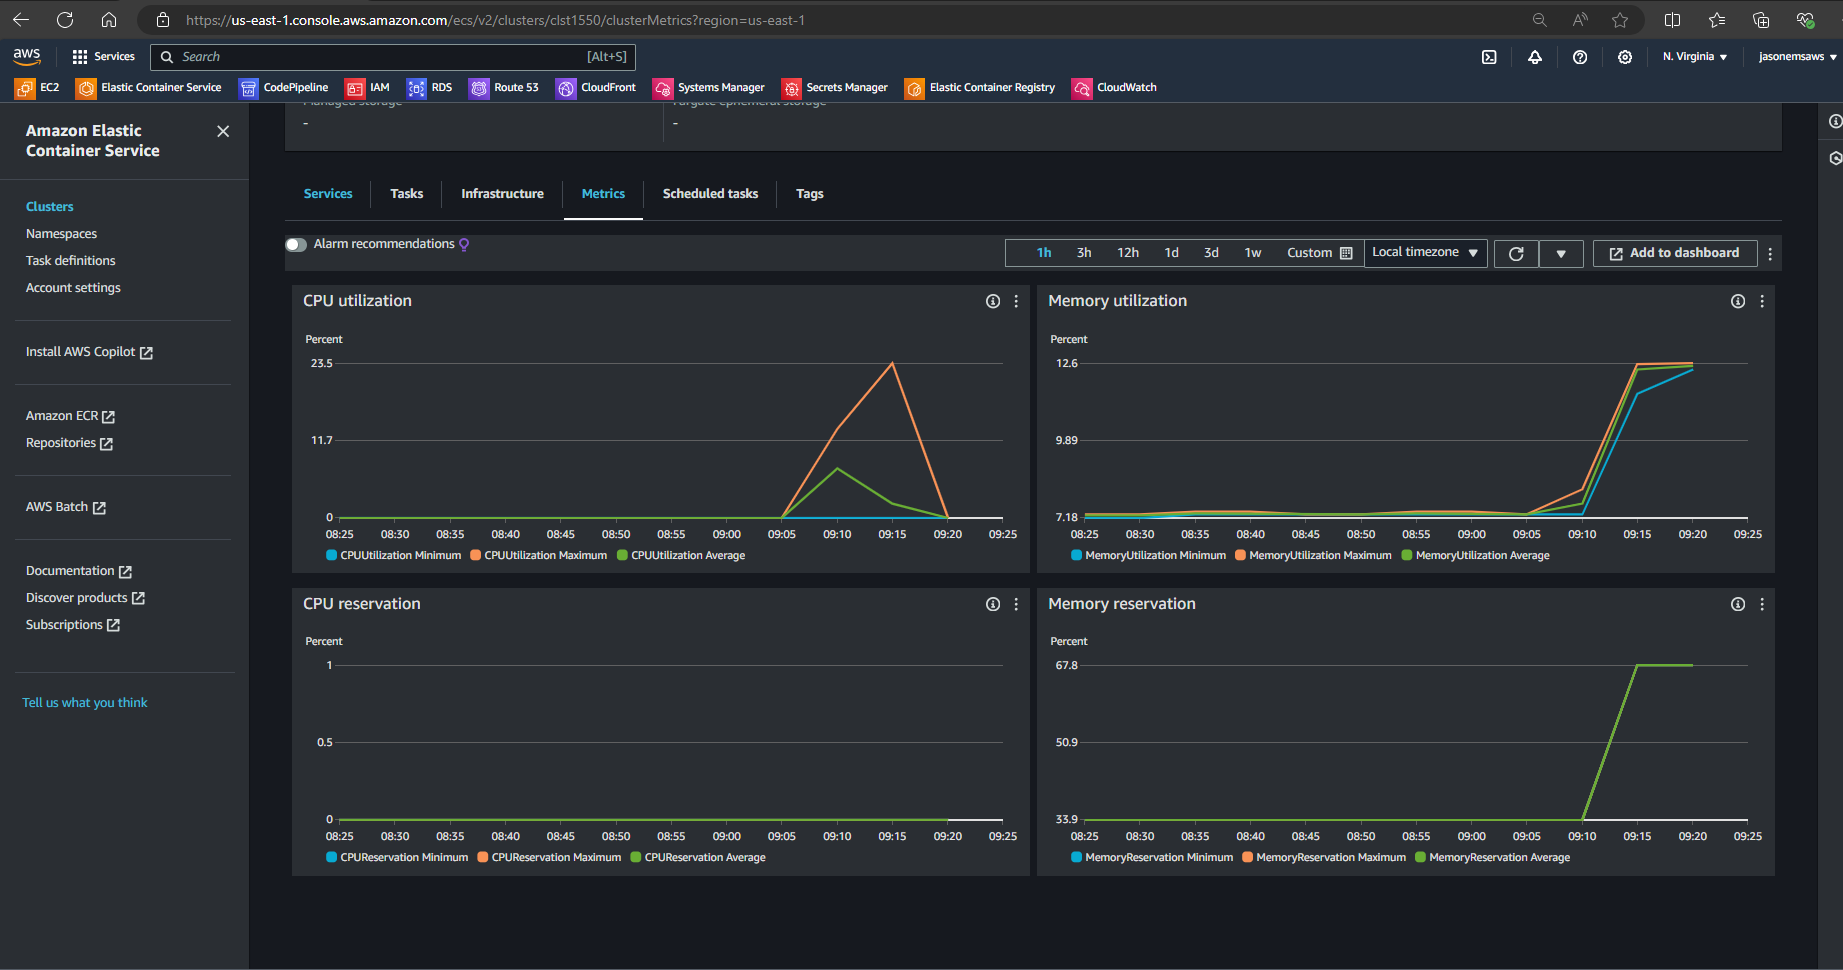 https://us-east-1.console.aws.amazon.com/ecs/v2/clusters/clst1550/clusterMetrics?region=us-east-1
aws Services Search [Alt+S] N. Virginia jasonemsaws
EC2 Elastic Container Service CodePipeline IAM RDS Route 53 CloudFront Systems Manager Secrets Manager Elastic Container Registry CloudWatch
Managed storage Fargate ephemeral storage
- -
Amazon Elastic
Container Service
Clusters
Namespaces
Task definitions
Account settings
Install AWS Copilot
Amazon ECR
Repositories
AWS Batch
Documentation
Discover products
Subscriptions
Tell us what you think
Services Tasks Infrastructure Metrics Scheduled tasks Tags
Alarm recommendations 1h 3h 12h 1d 3d 1w Custom Local timezone Add to dashboard
CPU utilization
Percent
23.5
11.7
0
08:25 08:30 08:35 08:40 08:45 08:50 08:55 09:00 09:05 09:10 09:15 09:20 09:25
CPUUtilization Minimum CPUUtilization Maximum CPUUtilization Average
Memory utilization
Percent
12.6
9.89
7.18
08:25 08:30 08:35 08:40 08:45 08:50 08:55 09:00 09:05 09:10 09:15 09:20 09:25
MemoryUtilization Minimum MemoryUtilization Maximum MemoryUtilization Average
CPU reservation
Percent
1
0.5
0
08:25 08:30 08:35 08:40 08:45 08:50 08:55 09:00 09:05 09:10 09:15 09:20 09:25
CPUReservation Minimum CPUReservation Maximum CPUReservation Average
Memory reservation
Percent
67.8
50.9
33.9
08:25 08:30 08:35 08:40 08:45 08:50 08:55 09:00 09:05 09:10 09:15 09:20 09:25
MemoryReservation Minimum MemoryReservation Maximum MemoryReservation Average